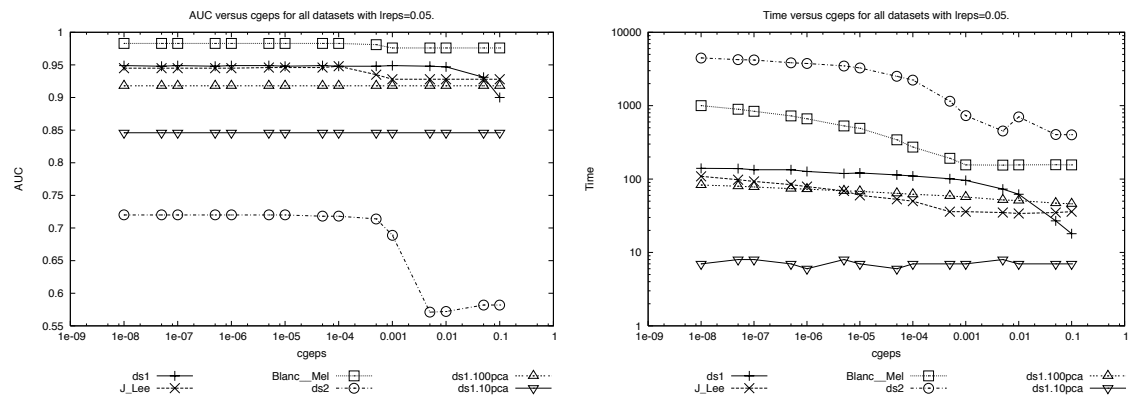 AUC versus cgeps for all datasets with lreps=0.05.
1
0.95
0.9
0.85
0.8
0.75
0.7
0.65
0.6
0.55
AUC
1e-09 1e-08 1e-07 1e-06 1e-05 1e-04 0.001 0.01 0.1 1
cgeps
ds1 Blanc__Mel ds1.100pca
J_Lee ds2 ds1.10pca
Time versus cgeps for all datasets with lreps=0.05.
10000
1000
100
10
1
Time
1e-09 1e-08 1e-07 1e-06 1e-05 1e-04 0.001 0.01 0.1 1
cgeps
ds1 Blanc__Mel ds1.100pca
J_Lee ds2 ds1.10pca